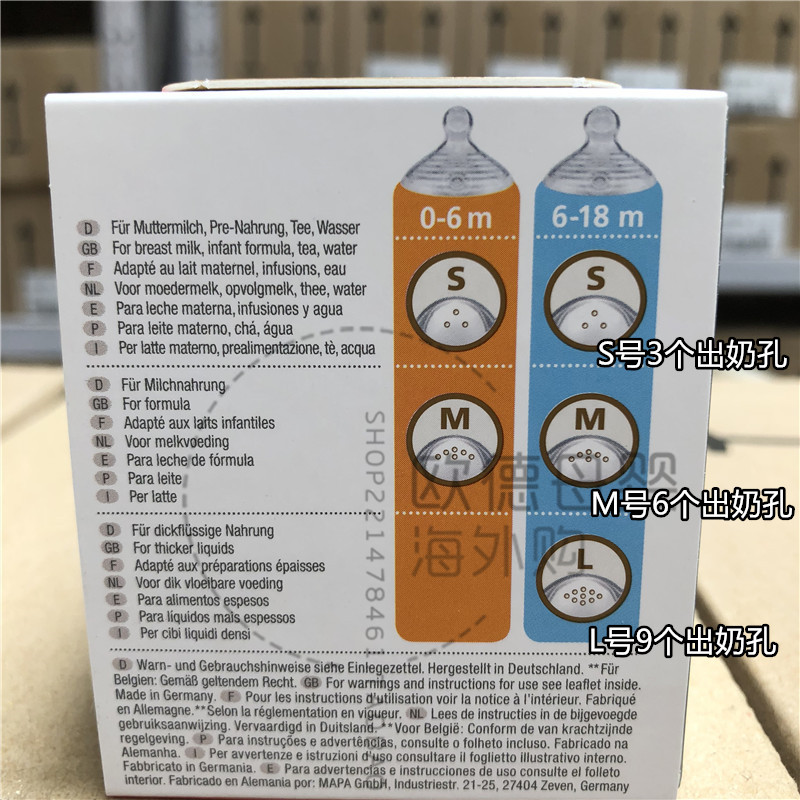 0-6 m
6-18 m
D Für Muttermilch, Pre-Nahrung, Tee, Wasser
GB For breast milk, infant formula, tea, water
F Adapté au lait maternel, infusions, eau
NL Voor moedermelk, opvolgmelk, thee, water
E Para leche materna, infusiones y agua
P Para leite materno, chá, água
I Per latte materno, prealimentazione, tè, acqua
S
S
S号3个出奶孔
D Für Milchnahrung
GB For formula
F Adapté aux laits infantiles
NL Voor melkvoeding
E Para leche de fórmula
P Para leite
I Per latte
M
M
M号6个出奶孔
D Für dickflüssige Nahrung
GB For thicker liquids
F Adapté aux préparations épaisses
NL Voor dik vloeibare voeding
E Para alimentos espesos
P Para líquidos mais espessos
I Per cibi liquidi densi
L
L号9个出奶孔
D Warn- und Gebrauchshinweise siehe Einlegezettel. Hergestellt in Deutschland. **Für
Belgien: Gemäß geltendem Recht. GB For warnings and instructions for use see leaflet inside.
Made in Germany. F Pour les instructions d'utilisation voir la notice à l'intérieur. Fabriqué
en Allemagne.**Selon la réglementation en vigueur. NL Lees de instructies in de bijgevoegde
gebruiksaanwijzing. Vervaardigd in Duitsland.**Voor België: Conform de van krachtzijnde
regelgeving. P Para instruções e advertências, consulte o folheto incluso. Fabricado na
Alemanha. I Per avvertenze e istruzioni d'uso consultare il foglietto illustrativo interno.
Fabbricato in Germania. E Para advertencias e instrucciones de uso consulte el folleto
interior. Fabricado en Alemania por: MAPA GmbH, Industriestr. 21-25, 27404 Zeven, Germany
欧德母婴
海外购